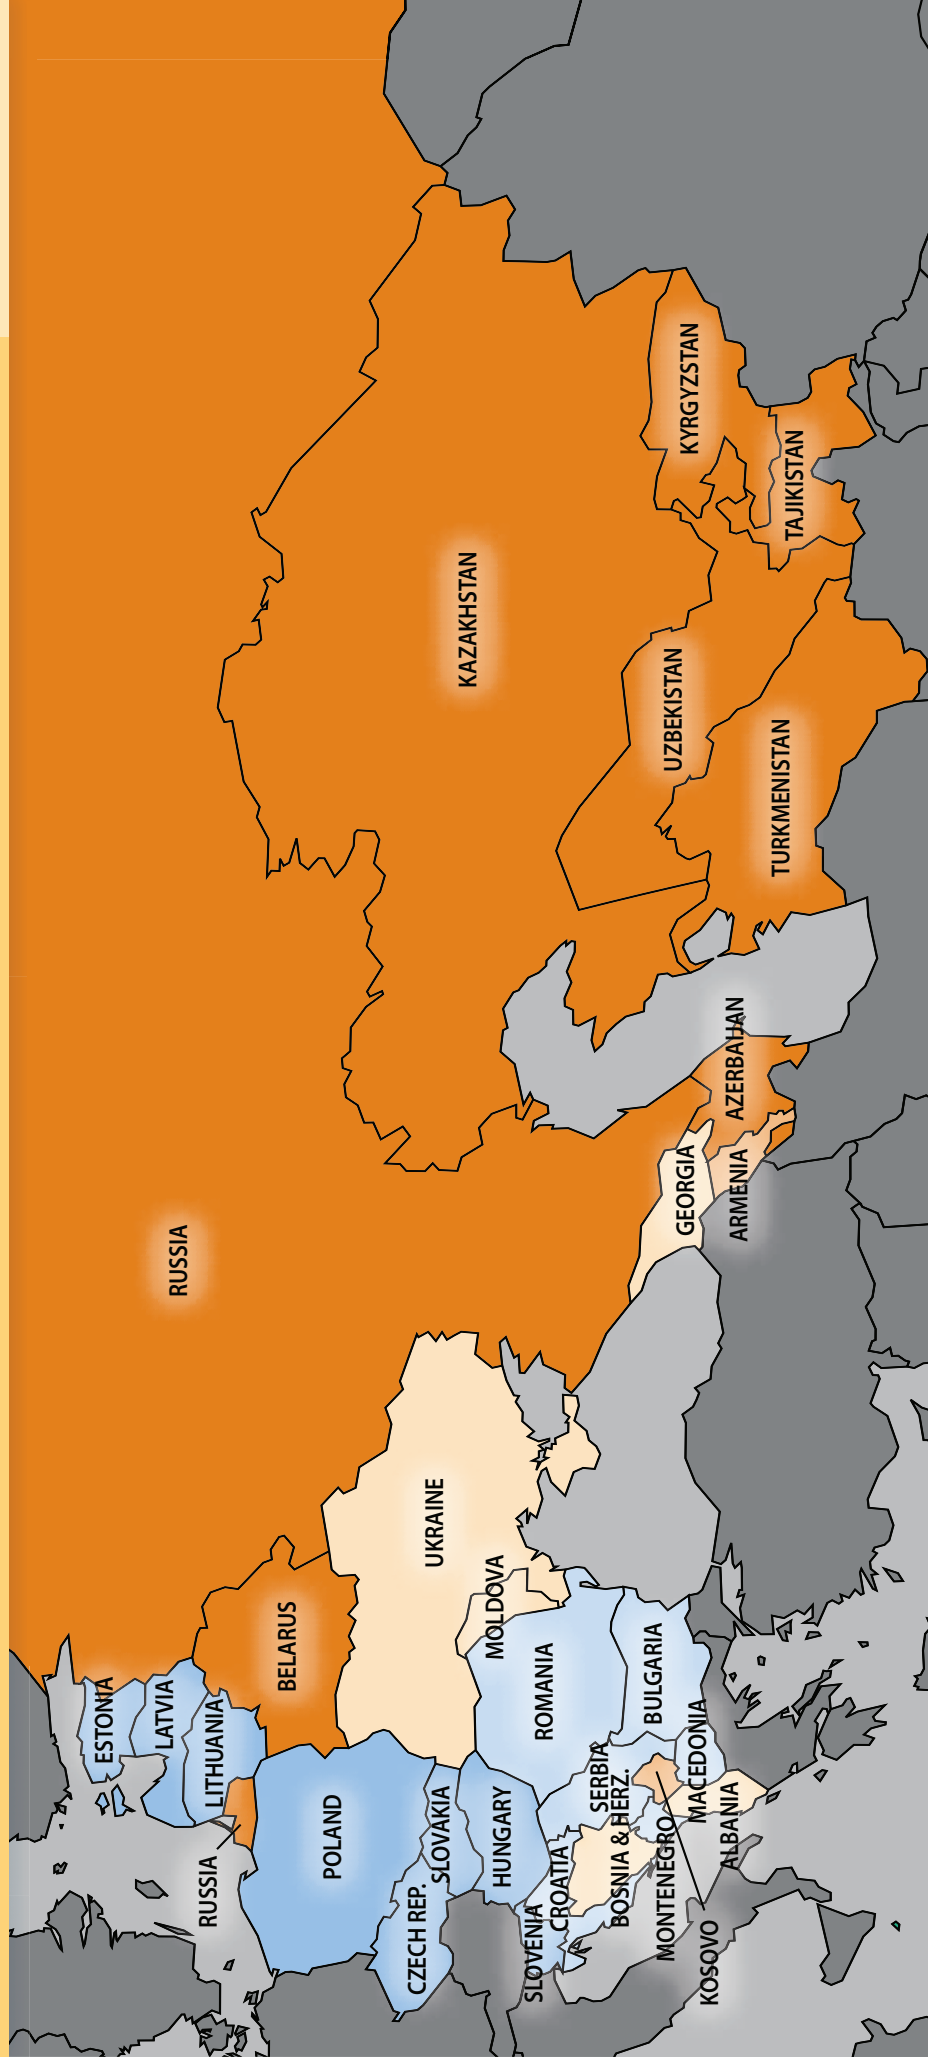 ESTONIA
LATVIA
LITHUANIA
RUSSIA
BELARUS
POLAND
CZECH REP.
SLOVAKIA
HUNGARY
UKRAINE
MOLDOVA
ROMANIA
BULGARIA
SLOVENIA
CROATIA
SERBIA
BOSNIA & HERZ.
MONTENEGRO
KOSOVO
MACEDONIA
ALBANIA
RUSSIA
GEORGIA
ARMENIA
AZERBAIJAN
KAZAKHSTAN
UZBEKISTAN
TURKMENISTAN
KYRGYZSTAN
TAJIKISTAN